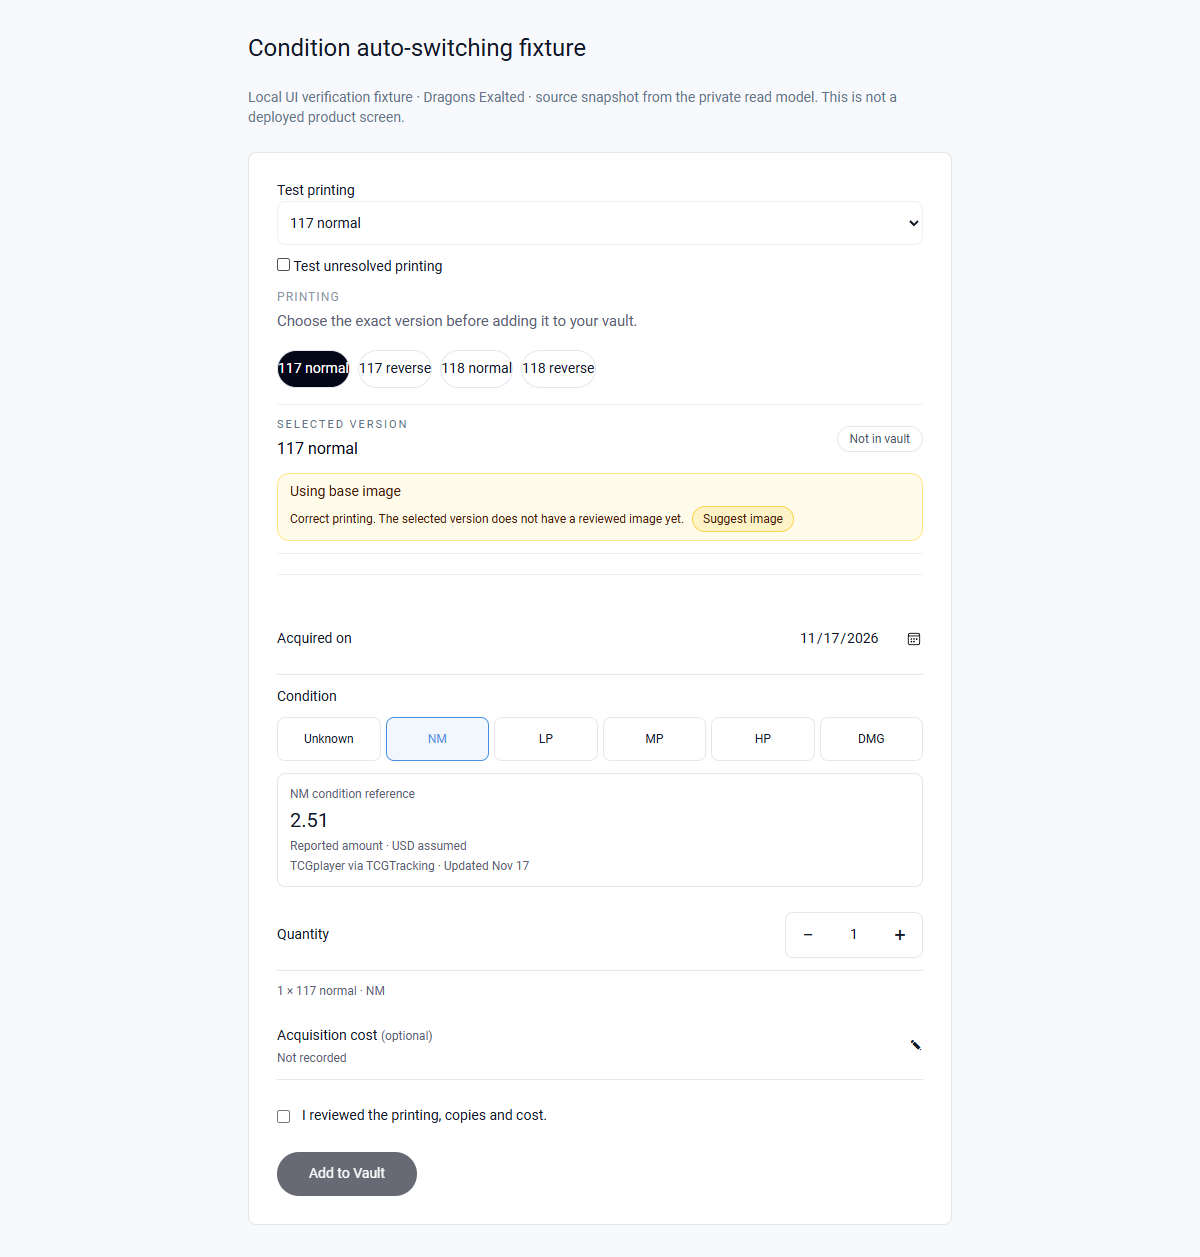 Condition auto-switching fixture
Local UI verification fixture · Dragons Exalted · source snapshot from the private read model. This is not a
deployed product screen.
Test printing
117 normal
Test unresolved printing
PRINTING
Choose the exact version before adding it to your vault.
117 normal 117 reverse 118 normal 118 reverse
SELECTED VERSION
117 normal
Not in vault
Using base image
Correct printing. The selected version does not have a reviewed image yet. Suggest image
Acquired on 11/17/2026
Condition
Unknown NM LP MP HP DMG
NM condition reference
2.51
Reported amount · USD assumed
TCGplayer via TCGTracking · Updated Nov 17
Quantity − 1 +
1 × 117 normal · NM
Acquisition cost (optional)
Not recorded
I reviewed the printing, copies and cost.
Add to Vault